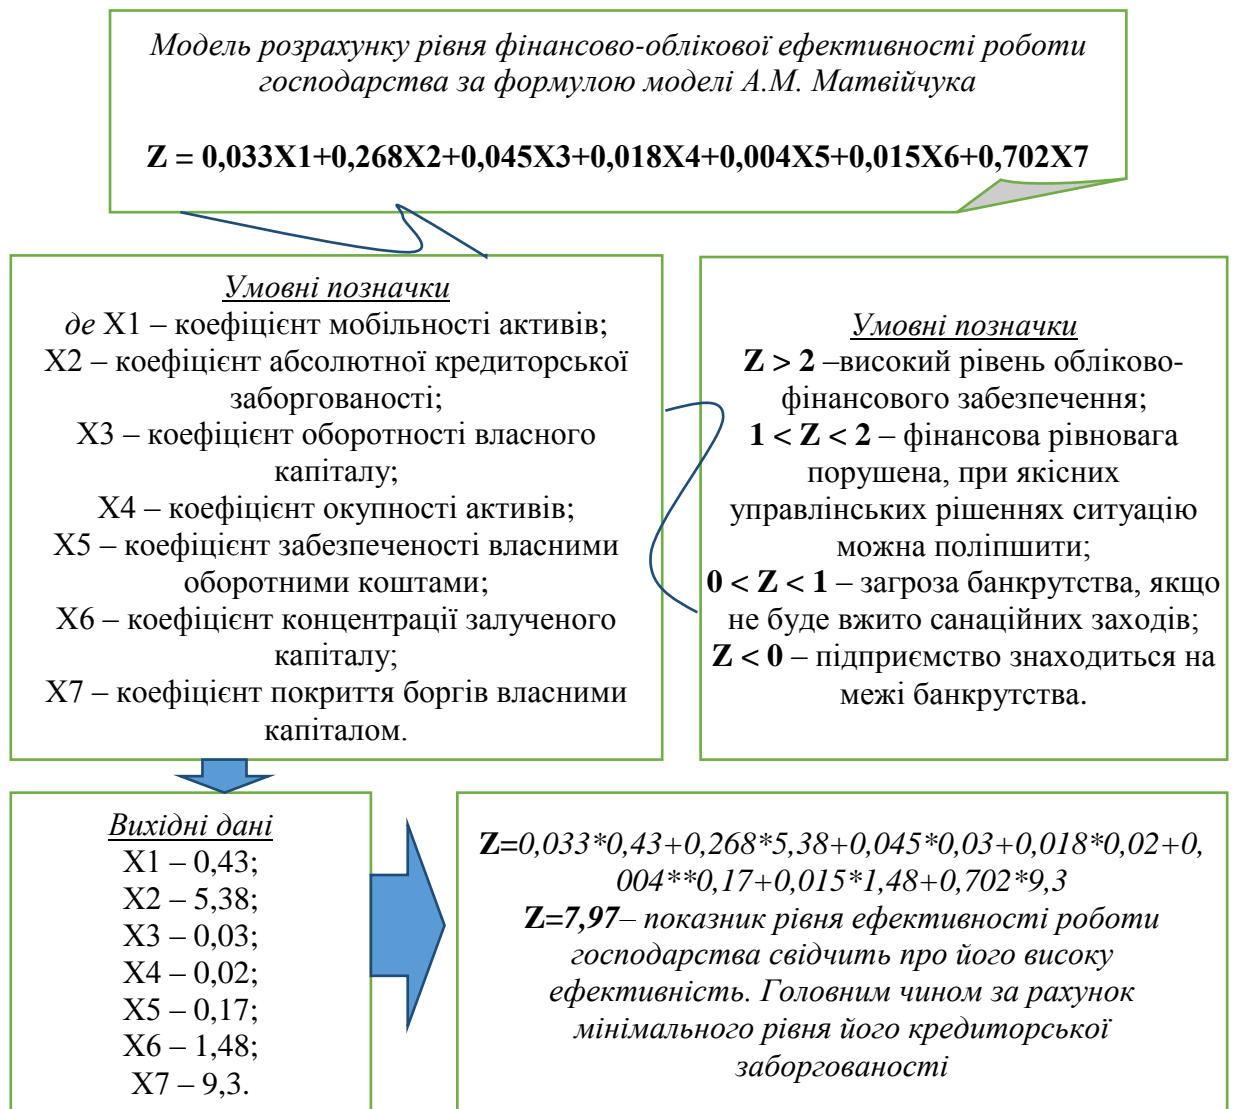 Модель розрахунку рівня фінансово-облікової ефективності роботи
господарства за формулою моделі А.М. Матвійчука
Z = 0,033X1+0,268X2+0,045X3+0,018X4+0,004X5+0,015X6+0,702X7
Умовні позначки
де X1 – коефіцієнт мобільності активів;
X2 – коефіцієнт абсолютної кредиторської
заборгованості;
X3 – коефіцієнт оборотності власного
капіталу;
X4 – коефіцієнт окупності активів;
X5 – коефіцієнт забезпеченості власними
оборотними коштами;
X6 – коефіцієнт концентрації залученого
капіталу;
X7 – коефіцієнт покриття боргів власними
капіталом.
Умовні позначки
Z > 2 –високий рівень обліково-
фінансового забезпечення;
1 < Z < 2 – фінансова рівновага
порушена, при якісних
управлінських рішеннях ситуацію
можна поліпшити;
0 < Z < 1 – загроза банкрутства, якщо
не буде вжито санаційних заходів;
Z < 0 – підприємство знаходиться на
межі банкрутства.
Вихідні дані
X1 – 0,43;
X2 – 5,38;
X3 – 0,03;
X4 – 0,02;
X5 – 0,17;
X6 – 1,48;
X7 – 9,3.
Z=0,033*0,43+0,268*5,38+0,045*0,03+0,018*0,02+0,
004**0,17+0,015*1,48+0,702*9,3
Z=7,97– показник рівня ефективності роботи
господарства свідчить про його високу
ефективність. Головним чином за рахунок
мінімального рівня його кредиторської
заборгованості